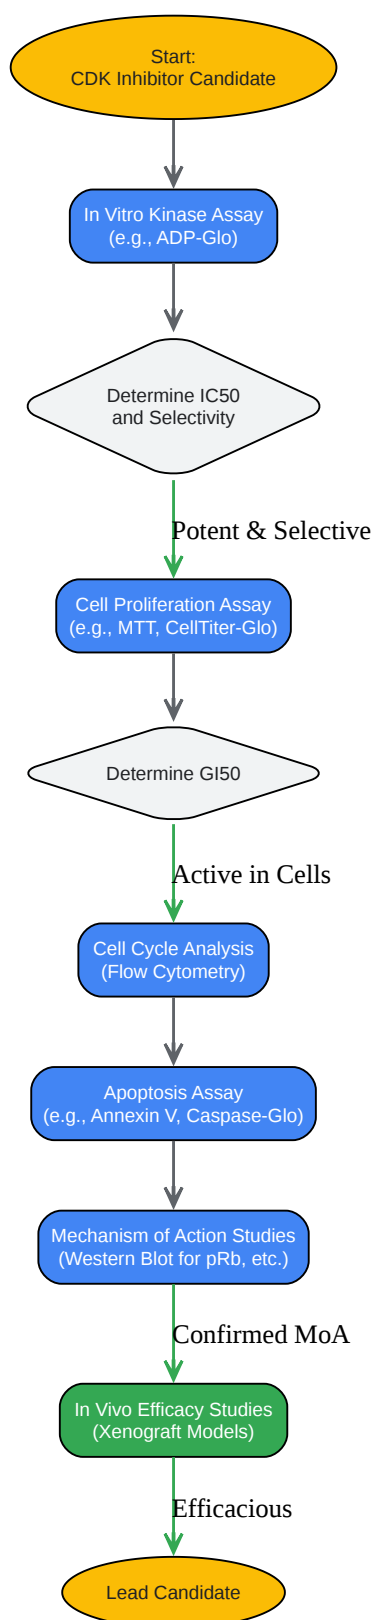 Start:
CDK Inhibitor Candidate
In Vitro Kinase Assay
(e.g., ADP-Glo)
Determine IC50
and Selectivity
Potent & Selective
Cell Proliferation Assay
(e.g., MTT, CellTiter-Glo)
Determine GI50
Active in Cells
Cell Cycle Analysis
(Flow Cytometry)
Apoptosis Assay
(e.g., Annexin V, Caspase-Glo)
Mechanism of Action Studies
(Western Blot for pRb, etc.)
Confirmed MoA
In Vivo Efficacy Studies
(Xenograft Models)
Efficacious
Lead Candidate